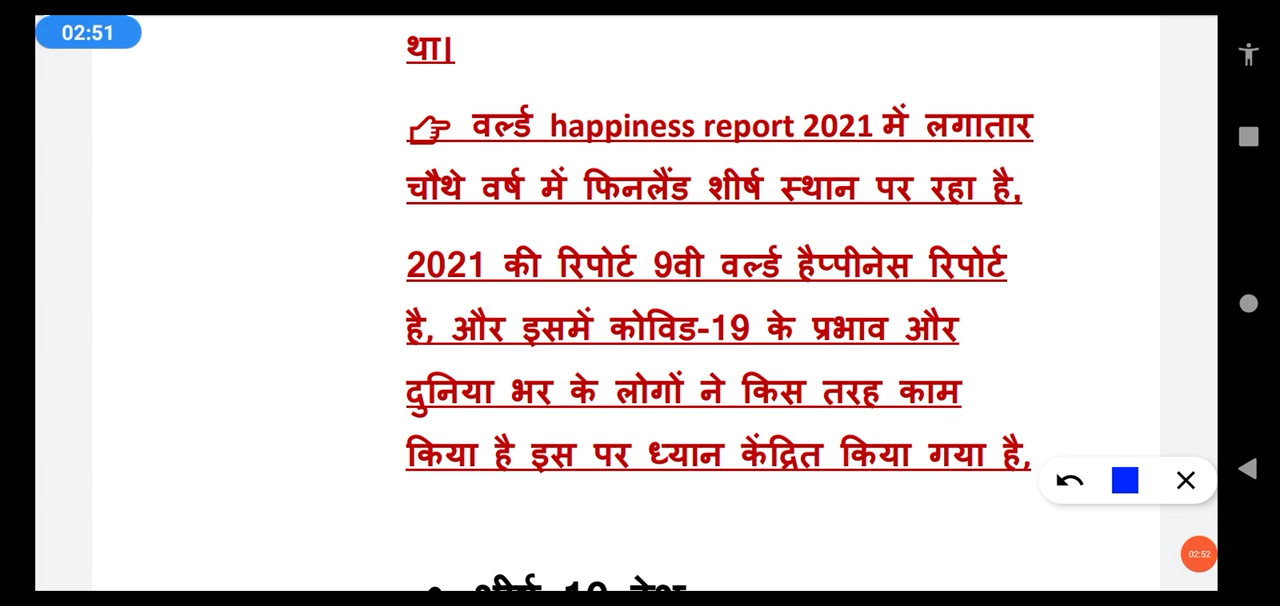 02:51
था|
👉 वर्ल्ड happiness report 2021 में लगातार
चौथे वर्ष में फिनलैंड शीर्ष स्थान पर रहा है,
2021 की रिपोर्ट 9वी वर्ल्ड हैप्पीनेस रिपोर्ट
है, और इसमें कोविड-19 के प्रभाव और
दुनिया भर के लोगों ने किस तरह काम
किया है इस पर ध्यान केंद्रित किया गया है,
02:52
शीर्ष 10 देश